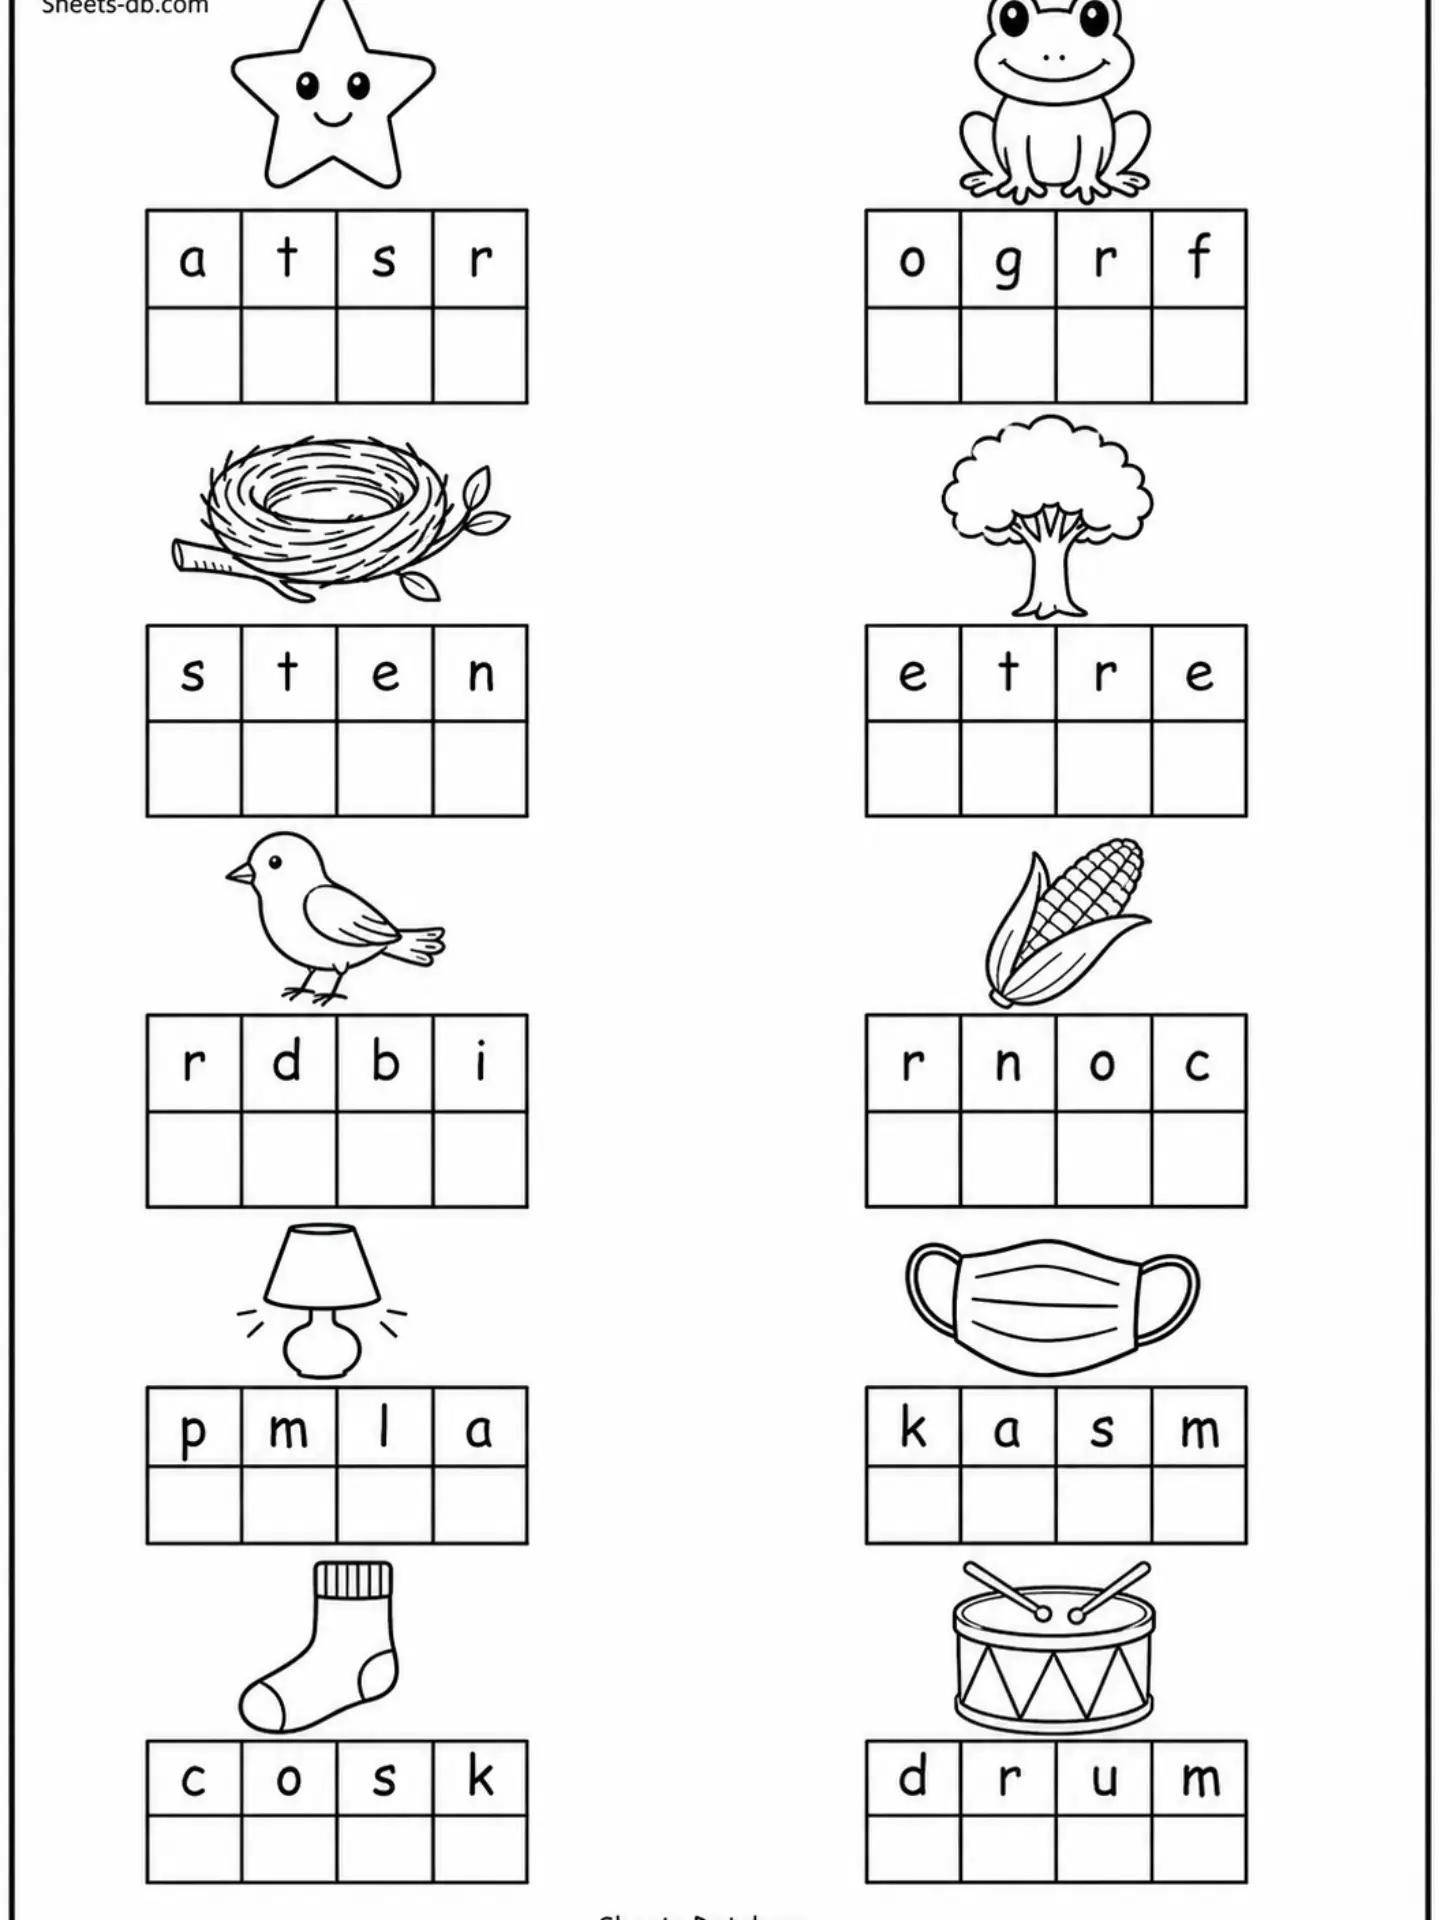 Sheets-db.com
a t s r
o g r f
s t e n
e t r e
r d b i
r n o c
p m l a
k a s m
c o s k
d r u m